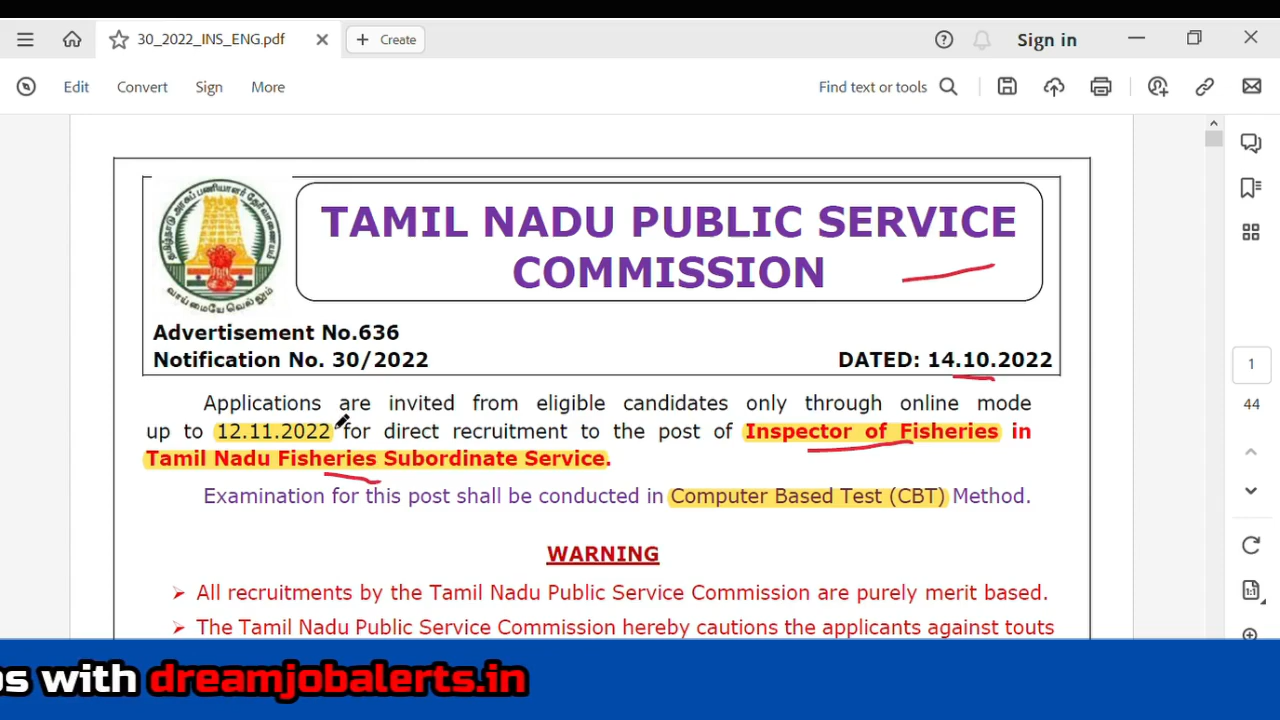 30_2022_INS_ENG.pdf
Create
Sign in
Edit
Convert
Sign
More
Find text or tools
TAMIL NADU PUBLIC SERVICE
COMMISSION
வாய்மையே வெல்லும்
Advertisement No.636
Notification No. 30/2022
DATED: 14.10.2022
Applications are invited from eligible candidates only through online mode
up to 12.11.2022 for direct recruitment to the post of Inspector of Fisheries in
Tamil Nadu Fisheries Subordinate Service.
Examination for this post shall be conducted in Computer Based Test (CBT) Method.
WARNING
➢ All recruitments by the Tamil Nadu Public Service Commission are purely merit based.
➢ The Tamil Nadu Public Service Commission hereby cautions the applicants against touts
1
44
1:1
os with dreamjobalerts.in